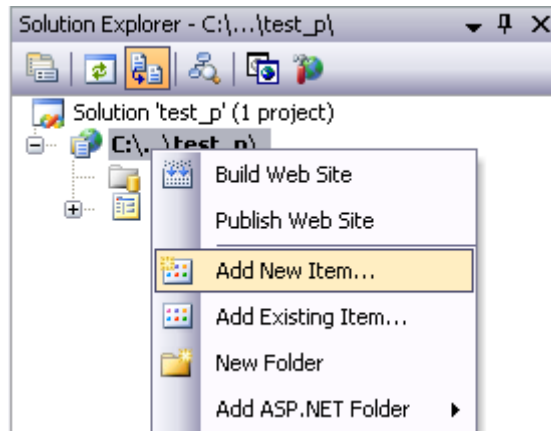 Solution Explorer - C:\...\test_p\
Solution 'test_p' (1 project)
C:\...\test_p\
Build Web Site
Publish Web Site
Add New Item...
Add Existing Item...
New Folder
Add ASP.NET Folder